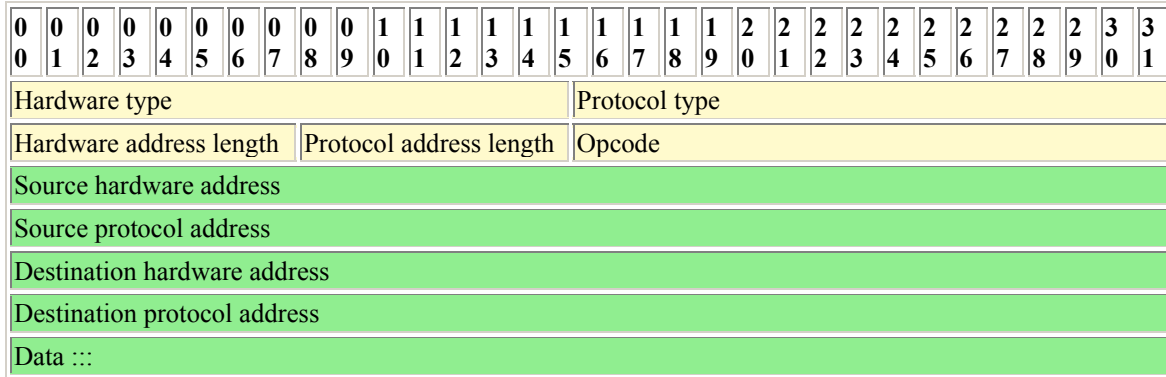 00 01 02 03 04 05 06 07 08 09 10 11 12 13 14 15 16 17 18 19 20 21 22 23 24 25 26 27 28 29 30 31
Hardware type Protocol type
Hardware address length Protocol address length Opcode
Source hardware address
Source protocol address
Destination hardware address
Destination protocol address
Data :::